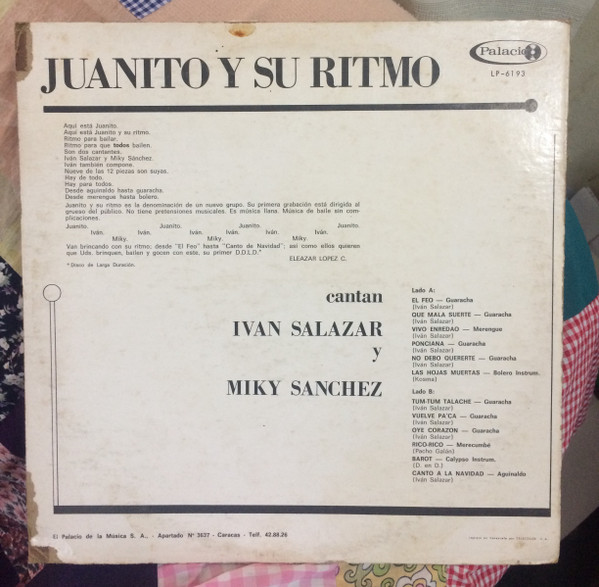 Palacio
LP-6193
JUANITO Y SU RITMO
Aquí está Juanito.
Aquí está Juanito y su ritmo.
Ritmo para bailar.
Ritmo para que todos bailen.
Son dos cantantes.
Iván Salazar y Miky Sánchez.
Iván también compone.
Nueve de las 12 piezas son suyas.
Hay de todo.
Hay para todos.
Desde aguinaldo hasta guaracha.
Desde merengue hasta bolero.
Juanito y su ritmo es la denominación de un nuevo grupo. Su primera grabación está dirigida al
grueso del público. No tiene pretensiones musicales. Es música llana. Música de baile sin com-
plicaciones.
Juanito. Juanito. Juanito. Juanito.
Iván. Iván. Iván. Iván. Iván. Iván.
Miky. Miky. Miky
Van brincando con su ritmo, desde "El Feo" hasta "Canto de Navidad"; así como ellos quieren
que Uds. brinquen, bailen y gocen con este, su primer D.D.L.D.*
ELEAZAR LOPEZ C.
* Disco de Larga Duración.
cantan
IVAN SALAZAR
y
MIKY SANCHEZ
Lado A:
EL FEO — Guaracha
(Iván Salazar)
QUE MALA SUERTE — Guaracha
(Iván Salazar)
VIVO ENREDAO — Merengue
(Iván Salazar)
PONCIANA — Guaracha
(Iván Salazar)
NO DEBO QUERERTE — Guaracha
(Iván Salazar)
LAS HOJAS MUERTAS — Bolero Instrum.
(Kosma)
Lado B:
TUM-TUM TALACHE — Guaracha
(Iván Salazar)
VUELVE PA'CA — Guaracha
(Iván Salazar)
OYE CORAZON — Guaracha
(Iván Salazar)
RICO-RICO — Merecumbé
(Pacho Galán)
BAROT — Calypso Instrum.
(D. en D.)
CANTO A LA NAVIDAD — Aguinaldo
(Iván Salazar)
El Palacio de la Música S. A.. - Apartado Nº 3627 - Caracas - Telf. 42.88.26